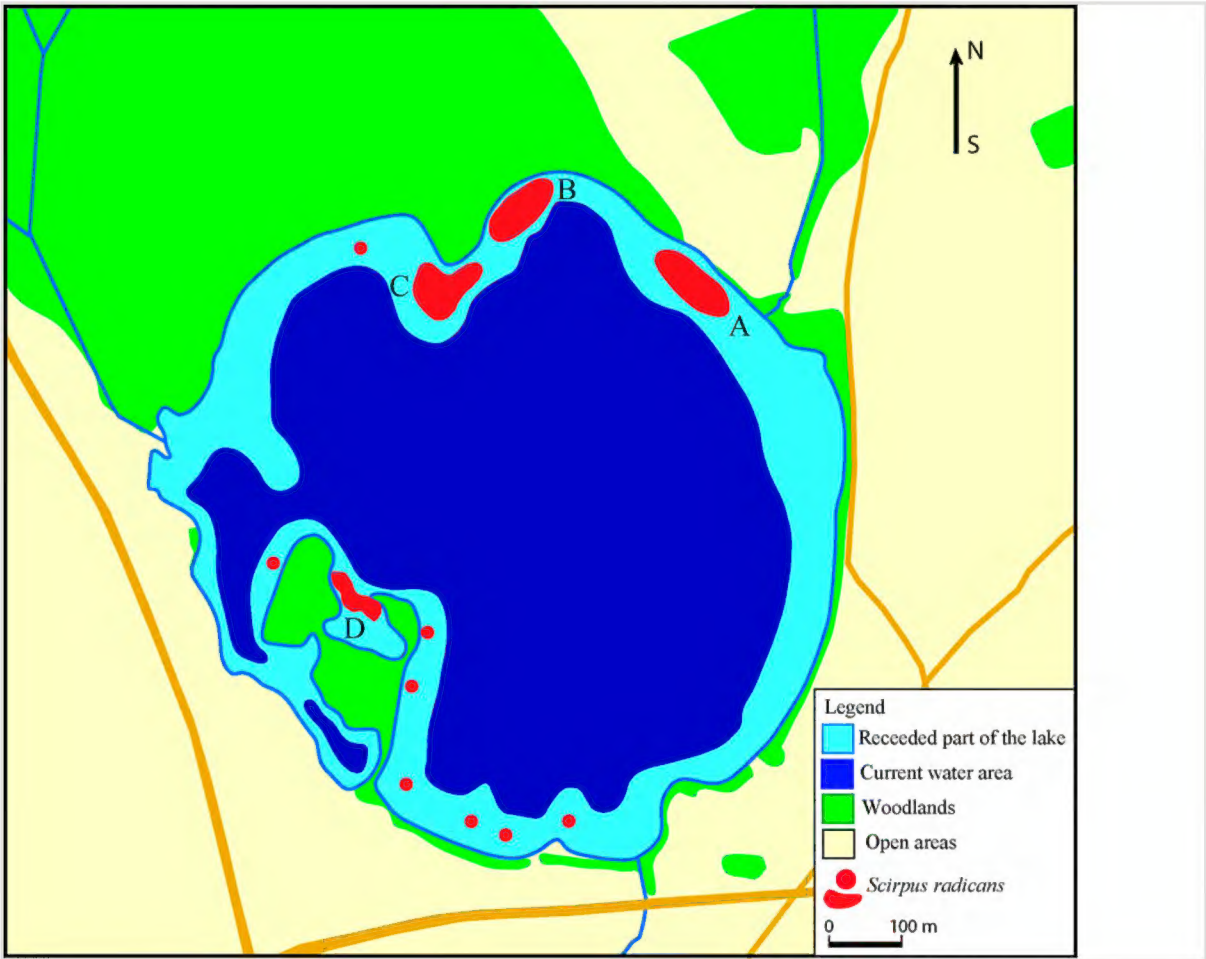 N
S
B
C
A
D
Legend
Receeded part of the lake
Current water area
Woodlands
Open areas
Scirpus radicans
0 100 m